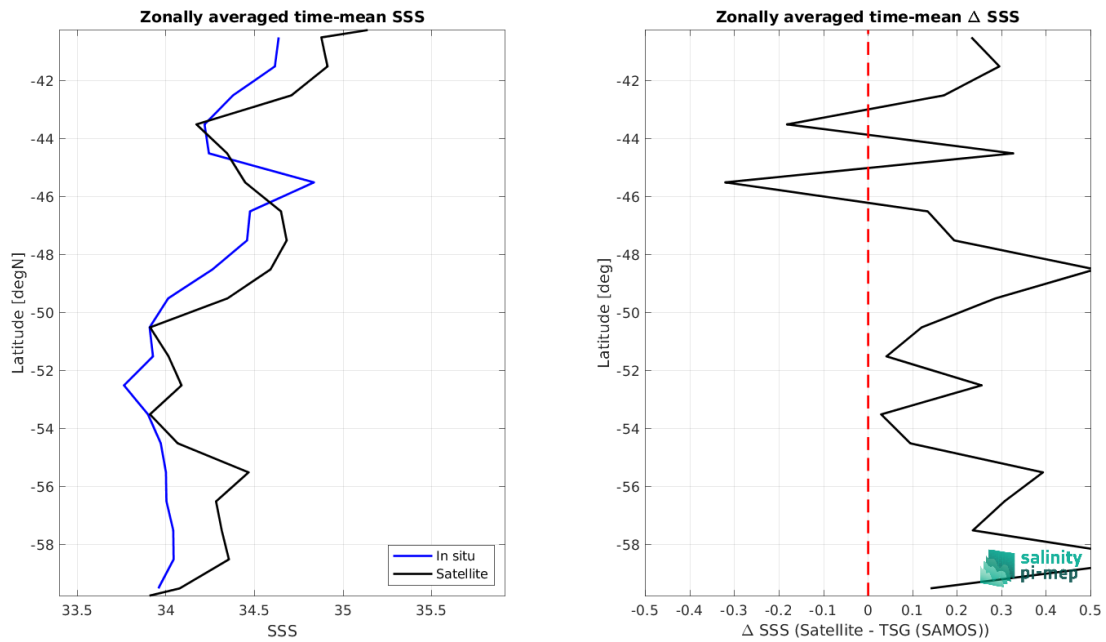 Zonally averaged time-mean SSS
-42
-44
-46
-48
-50
-52
-54
-56
-58
Latitude [degN]
In situ
Satellite
33.5 34 34.5 35 35.5
SSS
Zonally averaged time-mean Δ SSS
-42
-44
-46
-48
-50
-52
-54
-56
-58
Latitude [deg]
salinity
pi-mep
-0.5 -0.4 -0.3 -0.2 -0.1 0 0.1 0.2 0.3 0.4 0.5
Δ SSS (Satellite - TSG (SAMOS))